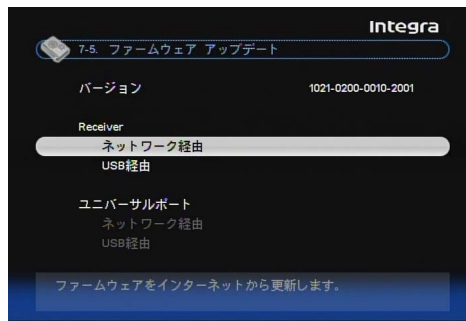 Integra
7-5. ファームウェア アップデート
バージョン 1021-0200-0010-2001
Receiver
ネットワーク経由
USB経由
ユニバーサルポート
ネットワーク経由
USB経由
ファームウェアをインターネットから更新します。